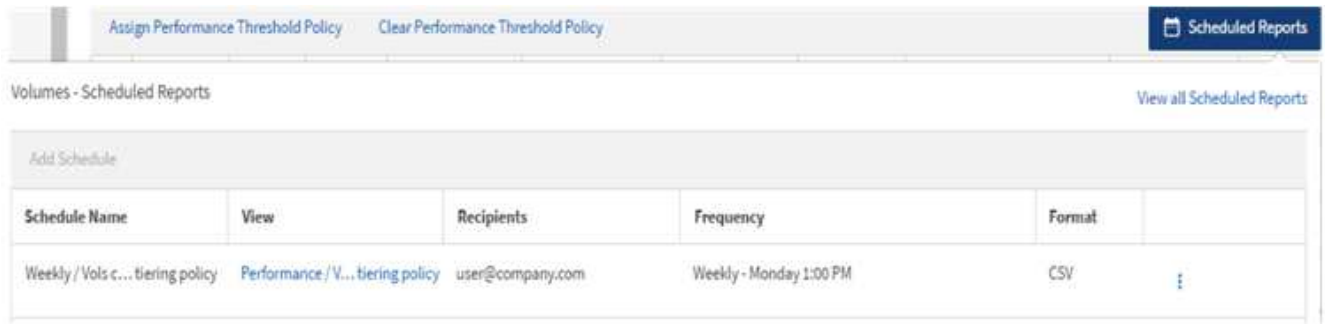 Assign Performance Threshold Policy Clear Performance Threshold Policy Scheduled Reports
Volumes - Scheduled Reports View all Scheduled Reports
Add Schedule
Schedule Name View Recipients Frequency Format
Weekly / Vols c... tiering policy Performance / V... tiering policy user@company.com Weekly - Monday 1:00 PM CSV